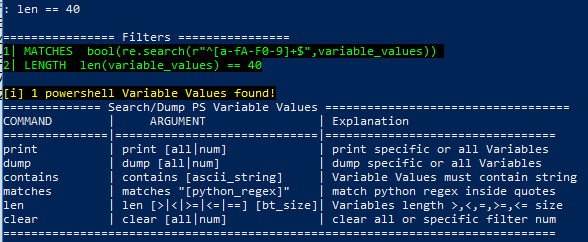 : len == 40
================ Filters ================
1| MATCHES  bool(re.search(r"^[a-fA-F0-9]+$",variable_values))
2| LENGTH  len(variable_values) == 40
[i] 1 powershell Variable Values found!
============== Search/Dump PS Variable Values ================================
COMMAND        |     ARGUMENT                | Explanation
===============|=============================|================================
print          | print [all|num]             | print specific or all Variables
dump           | dump [all|num]              | dump specific or all Variables
contains       | contains [ascii_string]     | Variable Values must contain string
matches        | matches "[python_regex]"    | match python regex inside quotes
len            | len [>|<|>=|<=|==] [bt_size]| Variables length >,<,=,>=,<= size
clear          | clear [all|num]             | clear all or specific filter num
==============================================================================